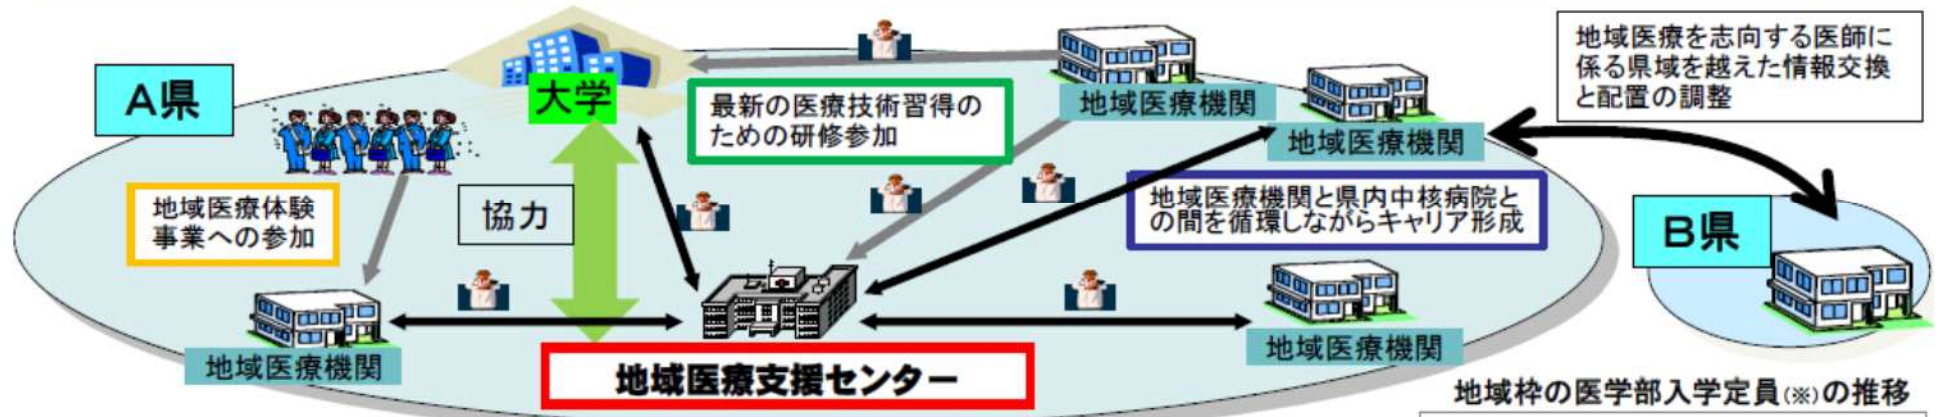 地域医療を志向する医師に
係る県域を越えた情報交換
と配置の調整
A県
大学
最新の医療技術習得の
ための研修参加
地域医療機関
地域医療機関
地域医療体験
事業への参加
協力
地域医療機関と県内中核病院と
の間を循環しながらキャリア形成
B県
地域医療機関
地域医療支援センター
地域医療機関
地域枠の医学部入学定員(※)の推移